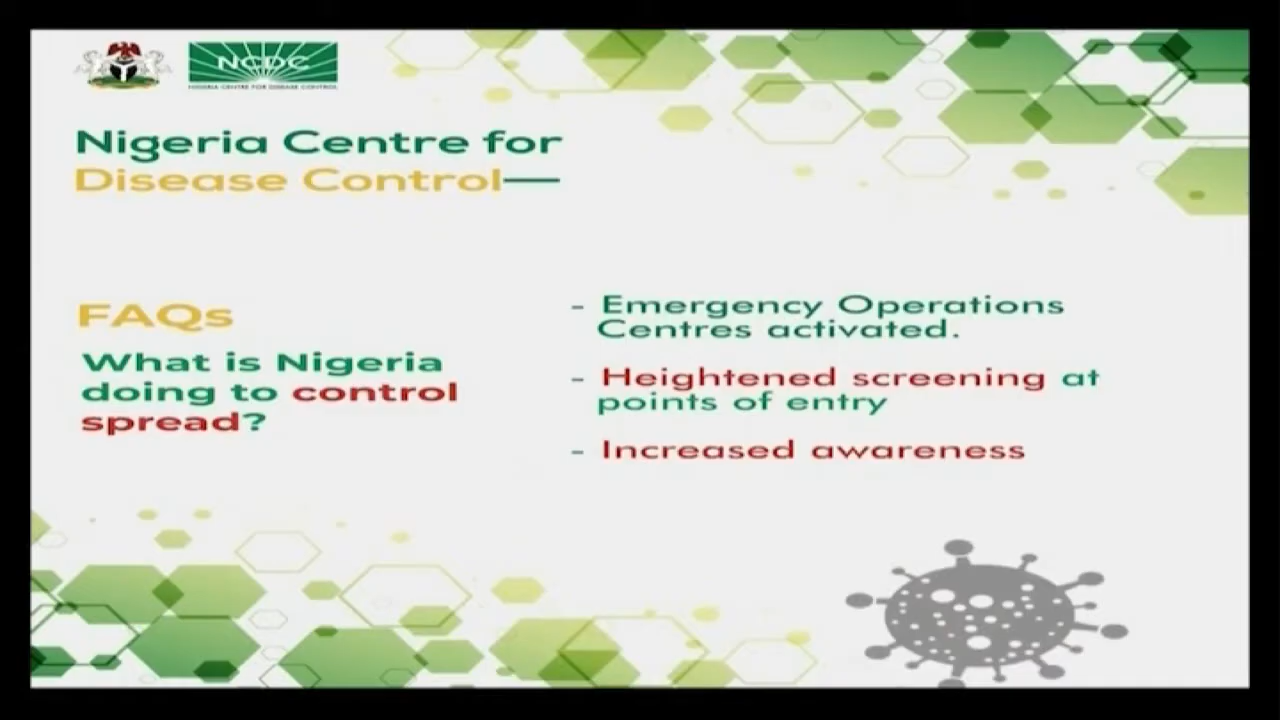 NCDC
NIGERIA CENTRE FOR DISEASE CONTROL
Nigeria Centre for
Disease Control—
FAQs
What is Nigeria
doing to control
spread?
- Emergency Operations
Centres activated.
- Heightened screening at
points of entry
- Increased awareness